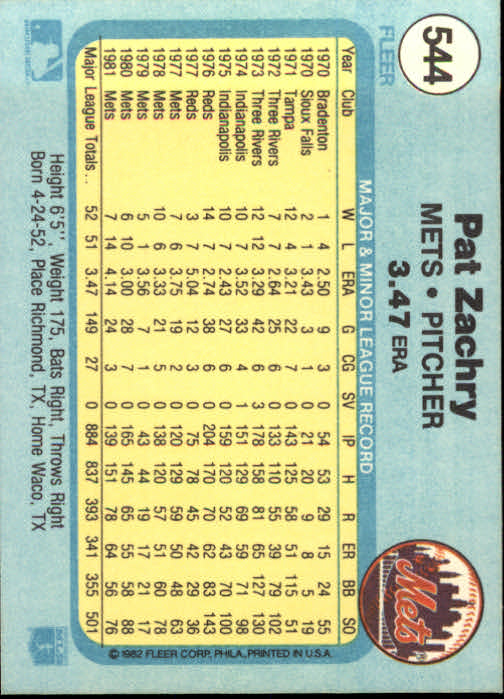 544
FLEER
Pat Zachry
METS • PITCHER
3.47 ERA
Mets
MAJOR & MINOR LEAGUE RECORD
Year Club W L ERA G CG SV IP H R ER BB SO
1970 Bradenton 1 4 2.50 9 3 0 54 53 29 15 24 55
1970 Sioux Falls 2 1 3.43 3 1 0 21 20 9 8 5 19
1971 Tampa 12 4 3.21 22 7 0 143 125 58 51 51 115
1972 Three Rivers 7 7 2.64 25 6 0 133 110 55 39 79 102
1973 Three Rivers 12 12 3.29 42 6 3 178 158 81 65 127 130
1974 Indianapolis 10 7 3.52 33 4 1 151 129 69 59 71 98
1975 Indianapolis 10 7 2.43 27 6 0 159 120 52 43 70 100
1976 Reds 14 7 2.74 38 6 0 204 170 70 62 83 143
1977 Reds 3 7 5.04 12 3 0 75 78 45 42 29 36
1977 Mets 7 6 3.75 19 2 0 120 129 59 50 48 63
1978 Mets 10 6 3.33 21 5 0 138 120 57 51 60 78
1979 Mets 5 1 3.56 7 1 0 43 44 19 17 21 17
1980 Mets 6 10 3.00 28 7 0 165 145 65 55 58 88
1981 Mets 7 14 4.14 24 3 0 139 151 78 64 56 76
Major League Totals... 52 51 3.47 149 27 0 884 837 393 341 355 501
© 1982 FLEER CORP., PHILA., PRINTED IN U.S.A.
Height 6'5", Weight 175, Bats Right, Throws Right
Born 4-24-52, Place Richmond, TX, Home Waco, TX